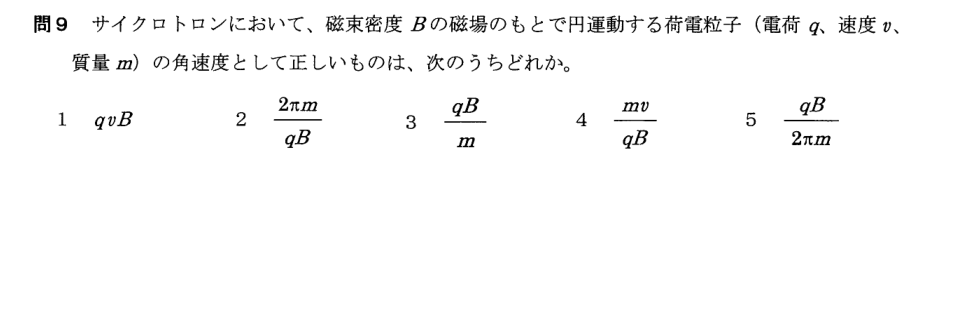 問9 サイクロトロンにおいて、磁束密度 Bの磁場のもとで円運動する荷電粒子（電荷 q、速度 v、
質量 m）の角速度として正しいものは、次のうちどれか。
1 qvB 2 2πm/qB 3 qB/m 4 mv/qB 5 qB/2πm